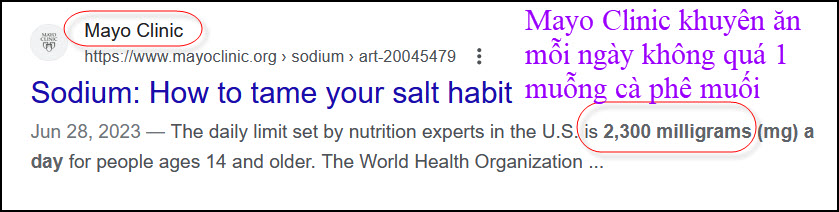 Mayo Clinic
https://www.mayoclinic.org › sodium › art-20045479
Mayo Clinic khuyên ăn
mỗi ngày không quá 1
muỗng cà phê muối
Sodium: How to tame your salt habit
Jun 28, 2023 — The daily limit set by nutrition experts in the U.S. is 2,300 milligrams (mg) a
day for people ages 14 and older. The World Health Organization ...